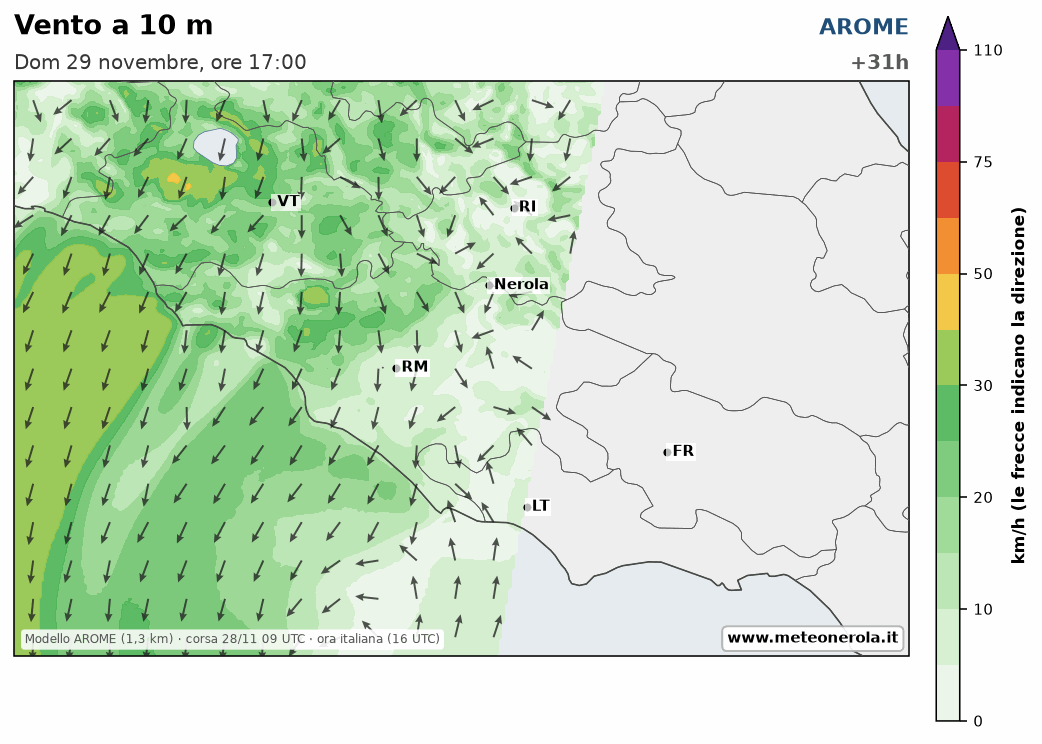 Vento a 10 m
AROME
Dom 29 novembre, ore 17:00
+31h
110
75
50
30
20
10
0
km/h (le frecce indicano la direzione)
VT
RI
Nerola
RM
FR
LT
Modello AROME (1,3 km) · corsa 28/11 09 UTC · ora italiana (16 UTC)
www.meteonerola.it